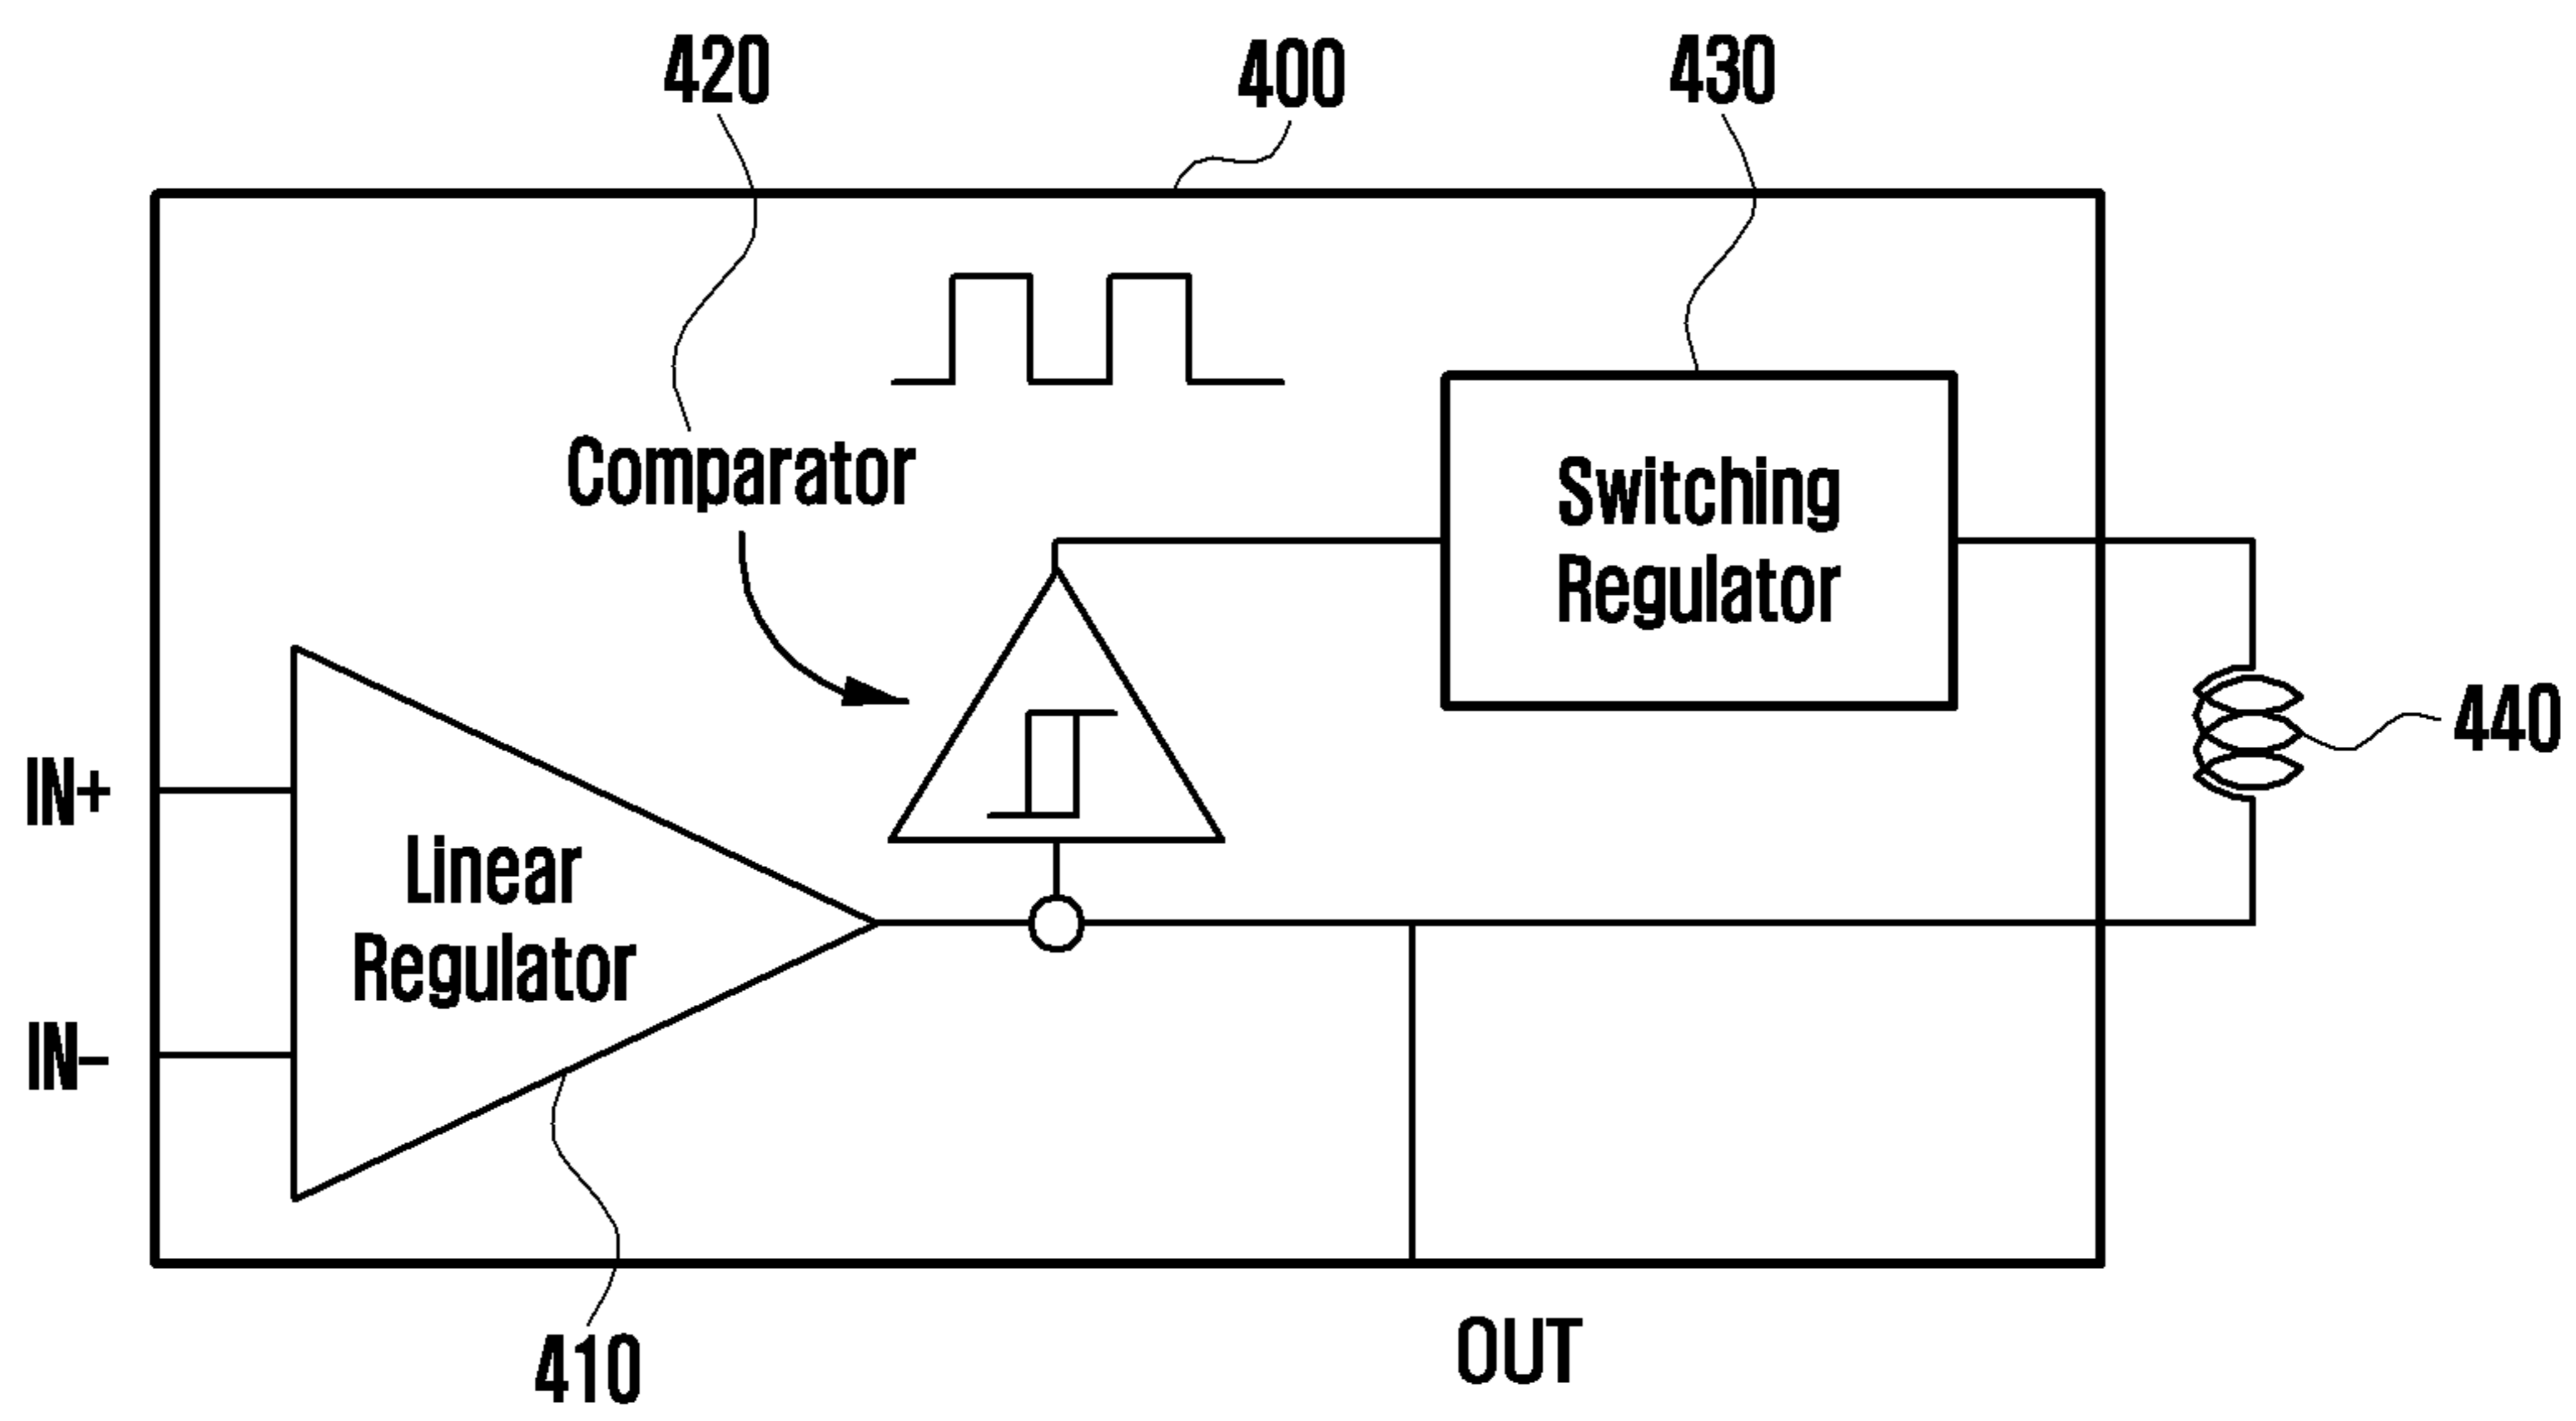 420
400
430
Comparator
Switching
Regulator
440
IN+
Linear
Regulator
IN−
410
OUT